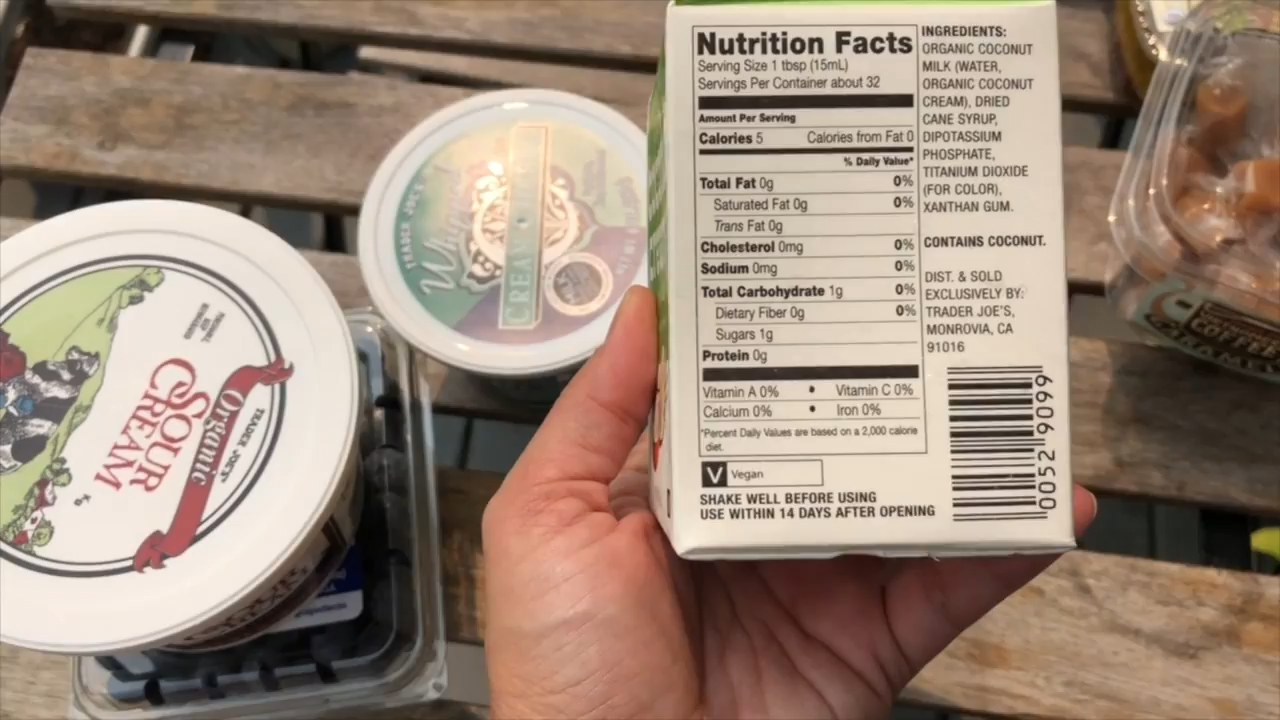 Nutrition Facts
Serving Size 1 tbsp (15mL)
Servings Per Container about 32
Amount Per Serving
Calories 5 Calories from Fat 0
% Daily Value*
Total Fat 0g 0%
Saturated Fat 0g 0%
Trans Fat 0g
Cholesterol 0mg 0%
Sodium 0mg 0%
Total Carbohydrate 1g 0%
Dietary Fiber 0g 0%
Sugars 1g
Protein 0g
Vitamin A 0% • Vitamin C 0%
Calcium 0% • Iron 0%
*Percent Daily Values are based on a 2,000 calorie
diet.
V Vegan
SHAKE WELL BEFORE USING
USE WITHIN 14 DAYS AFTER OPENING
INGREDIENTS:
ORGANIC COCONUT
MILK (WATER,
ORGANIC COCONUT
CREAM), DRIED
CANE SYRUP,
DIPOTASSIUM
PHOSPHATE,
TITANIUM DIOXIDE
(FOR COLOR),
XANTHAN GUM.
CONTAINS COCONUT.
DIST. & SOLD
EXCLUSIVELY BY:
TRADER JOE'S,
MONROVIA, CA
91016
0052 9099
TRADER JOE'S
Whipped
CREAM
TRADER JOE'S
Organic
SOUR
CREAM
COFFEE